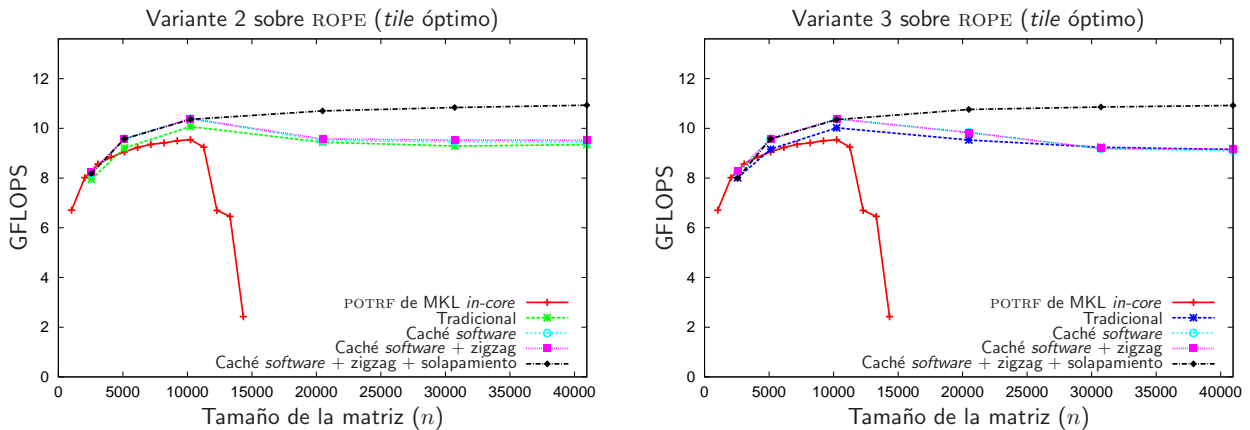 Variante 2 sobre ROPE (tile óptimo)
GFLOPS
12
10
8
6
4
2
0
POTRF de MKL in-core
Tradicional
Caché software
Caché software + zigzag
Caché software + zigzag + solapamiento
0 5000 10000 15000 20000 25000 30000 35000 40000
Tamaño de la matriz (n)
Variante 3 sobre ROPE (tile óptimo)
GFLOPS
12
10
8
6
4
2
0
POTRF de MKL in-core
Tradicional
Caché software
Caché software + zigzag
Caché software + zigzag + solapamiento
0 5000 10000 15000 20000 25000 30000 35000 40000
Tamaño de la matriz (n)